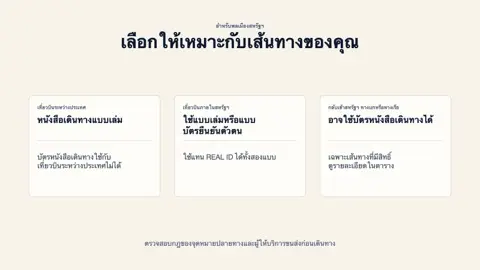 สำหรับพลเมืองสหรัฐฯ
เลือกให้เหมาะกับเส้นทางของคุณ
เที่ยวบินระหว่างประเทศ
หนังสือเดินทางแบบเล่ม
บัตรหนังสือเดินทางใช้กับ
เที่ยวบินระหว่างประเทศไม่ได้
เที่ยวบินภายในสหรัฐฯ
ใช้แบบเล่มหรือแบบ
บัตรยืนยันตัวตน
ใช้แทน REAL ID ได้ทั้งสองแบบ
กลับเข้าสหรัฐฯ ทางบกหรือทางเรือ
อาจใช้บัตรหนังสือเดินทางได้
เฉพาะเส้นทางที่มีสิทธิ์
ดูรายละเอียดในตาราง
ตรวจสอบกฎของจุดหมายปลายทางและผู้ให้บริการขนส่งก่อนเดินทาง